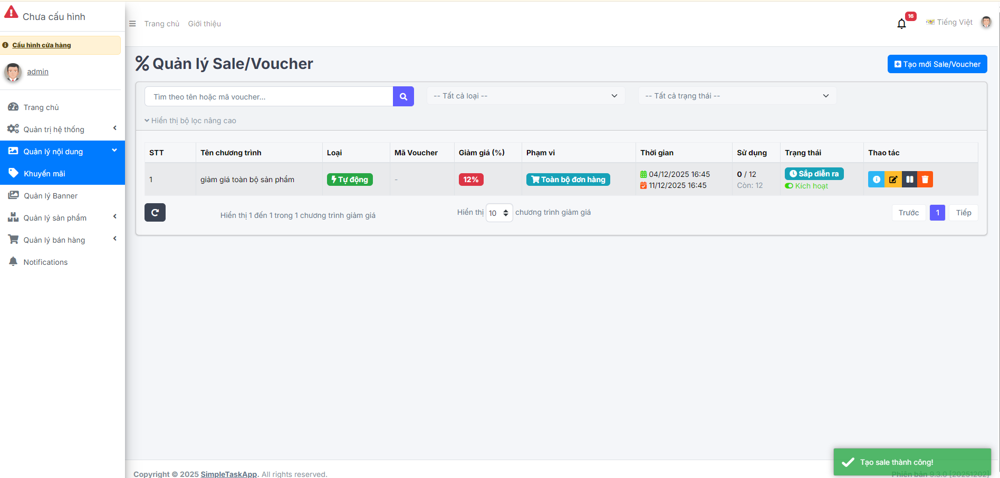 Chưa cấu hình
Cấu hình cửa hàng
admin
Trang chủ
Quản trị hệ thống
Quản lý nội dung
Khuyến mãi
Quản lý Banner
Quản lý sản phẩm
Quản lý bán hàng
Notifications
Trang chủ Giới thiệu
16
Tiếng Việt
% Quản lý Sale/Voucher
Tạo mới Sale/Voucher
Tìm theo tên hoặc mã voucher...
-- Tất cả loại --
-- Tất cả trạng thái --
Hiển thị bộ lọc nâng cao
STT Tên chương trình Loại Mã Voucher Giảm giá (%) Phạm vi Thời gian Sử dụng Trạng thái Thao tác
1 giảm giá toàn bộ sản phẩm Tự động - 12% Toàn bộ đơn hàng 04/12/2025 16:45 0 / 12 Sắp diễn ra
11/12/2025 16:45 Còn: 12 Kích hoạt
Hiển thị 1 đến 1 trong 1 chương trình giảm giá
Hiển thị 10 chương trình giảm giá
Trước 1 Tiếp
Tạo sale thành công!
Copyright © 2025 SimpleTaskApp. All rights reserved.
Phiên bản 9.3.0 [20251202]